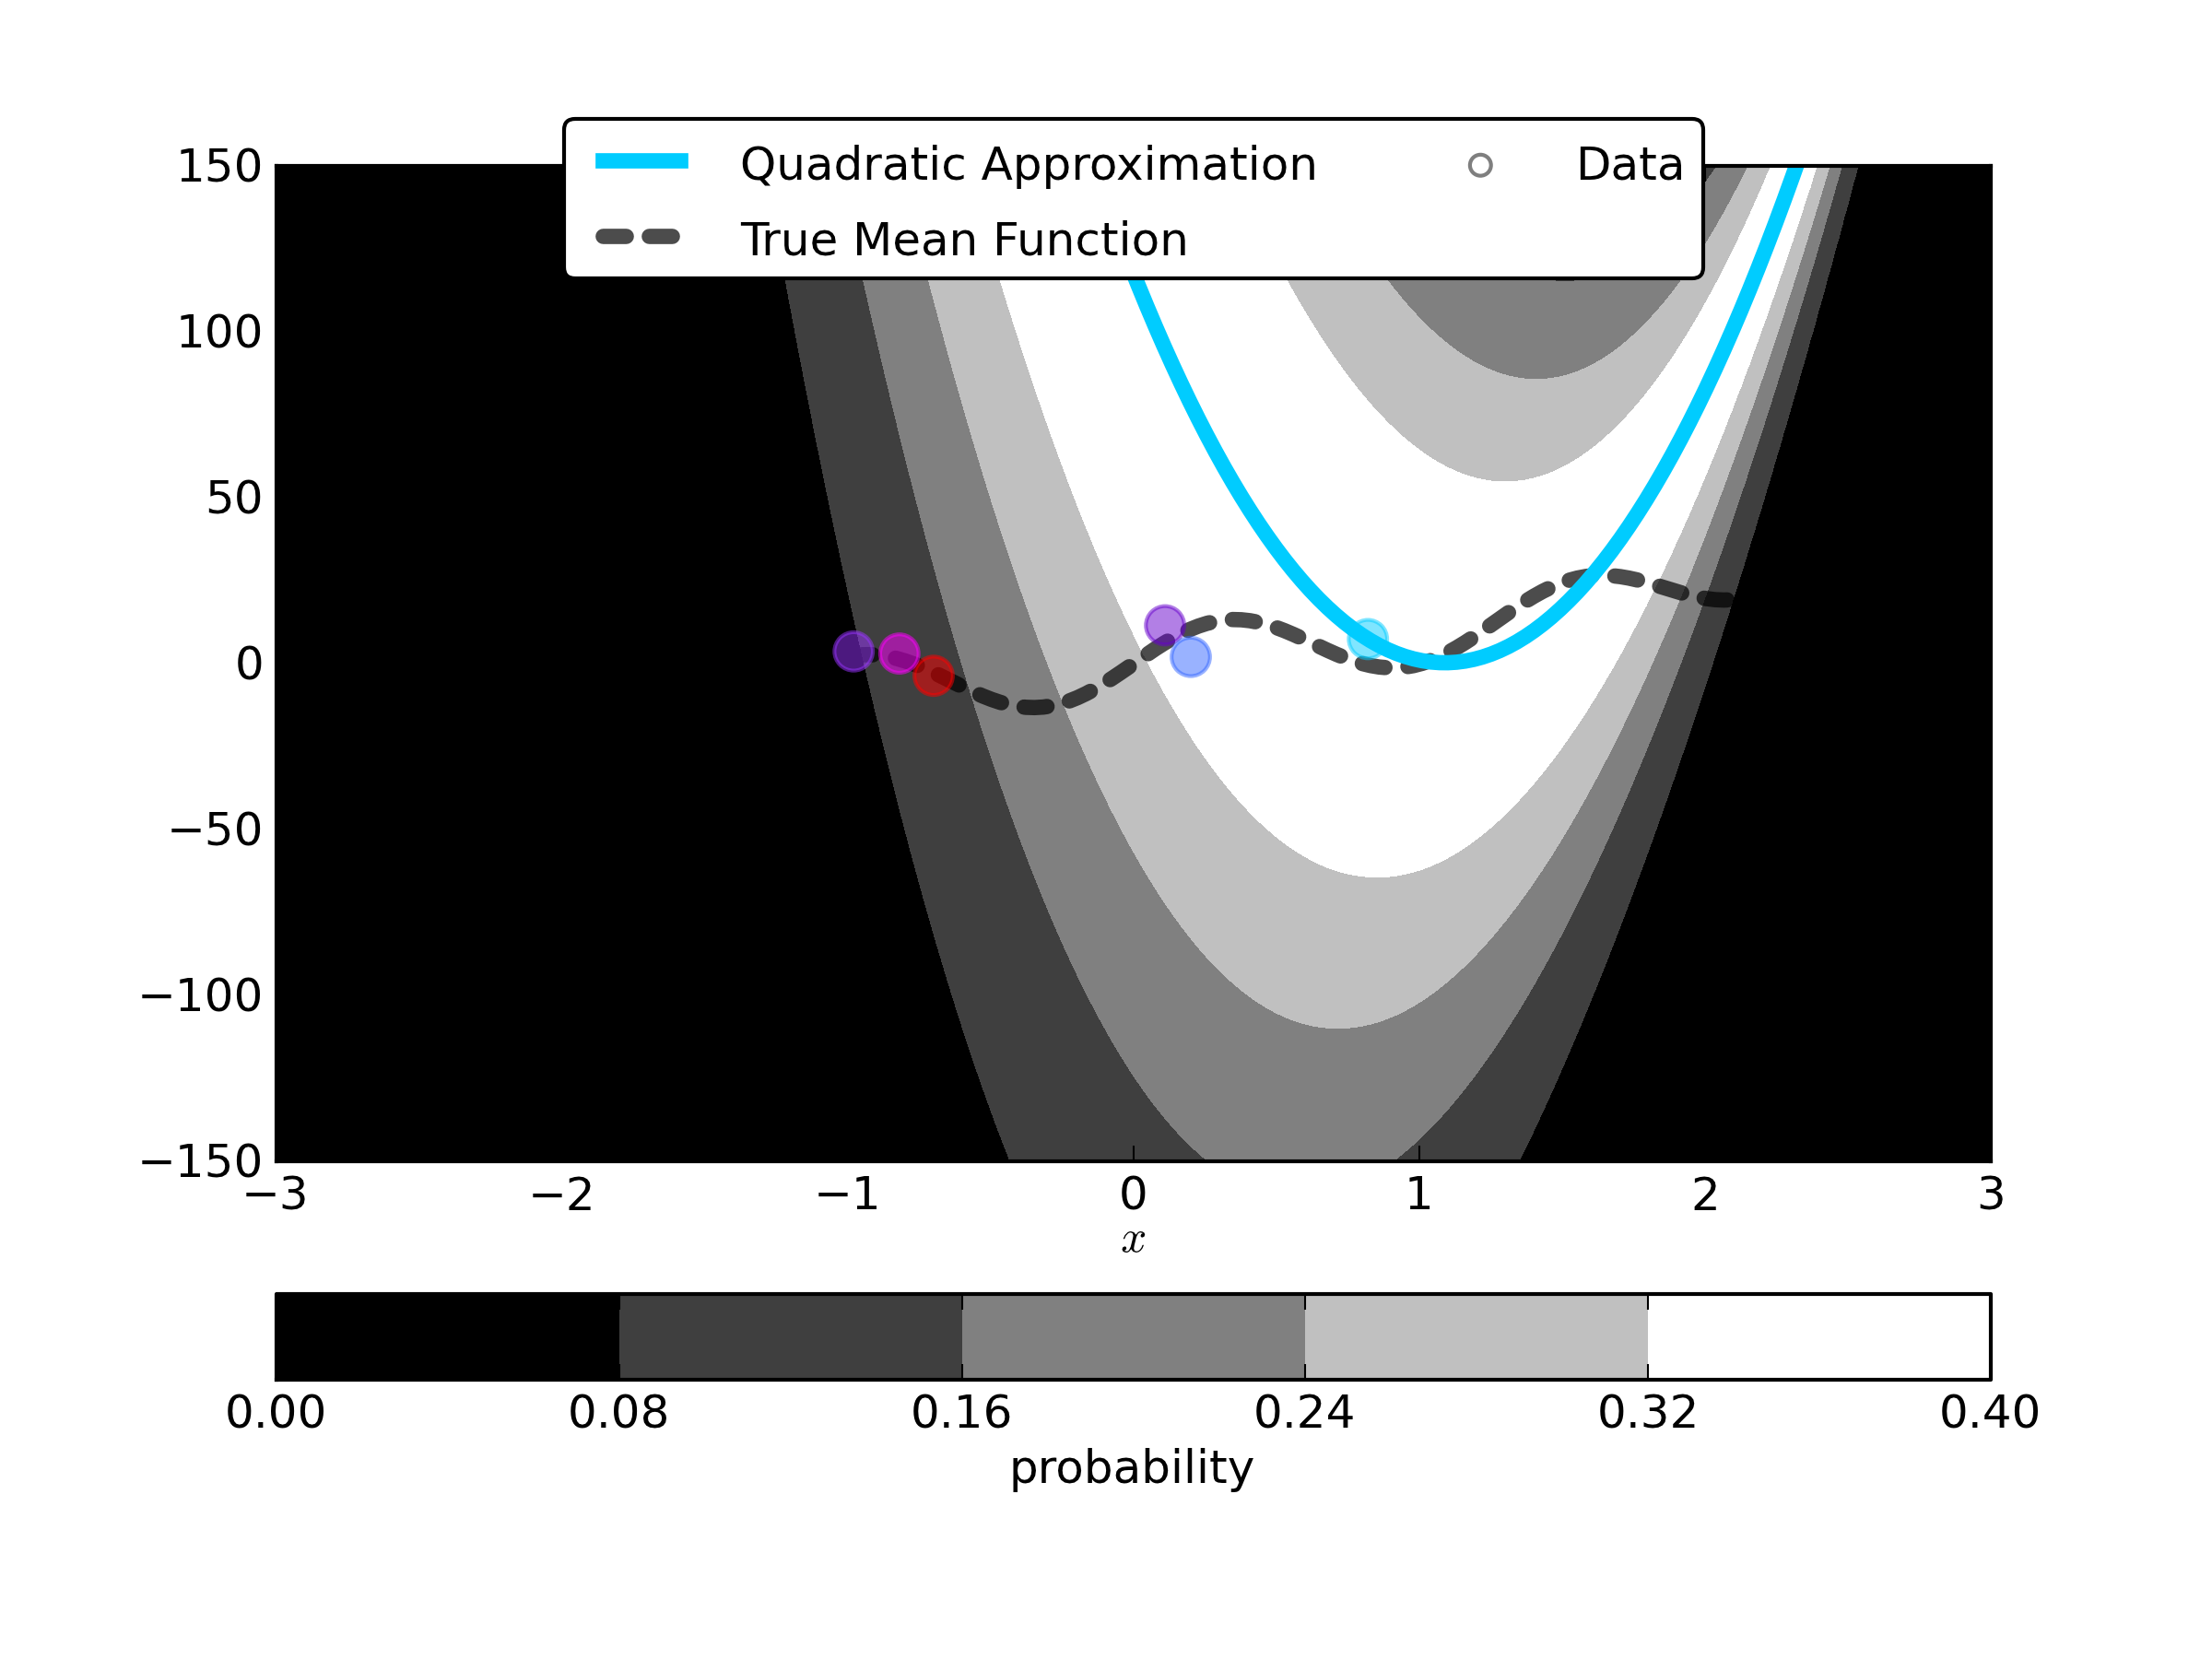 Quadratic Approximation
Data
True Mean Function
150
100
50
0
−50
−100
−150
−3 −2 −1 0 1 2 3
x
0.00 0.08 0.16 0.24 0.32 0.40
probability